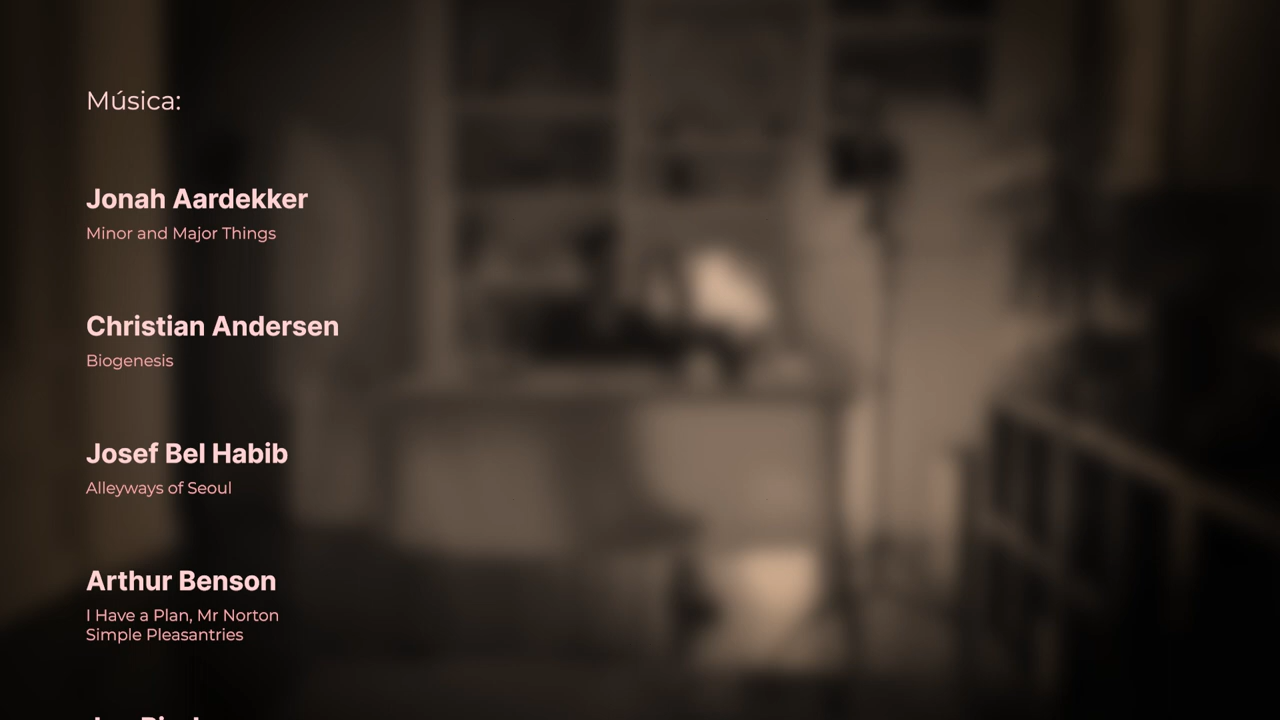 Música:
Jonah Aardekker
Minor and Major Things
Christian Andersen
Biogenesis
Josef Bel Habib
Alleyways of Seoul
Arthur Benson
I Have a Plan, Mr Norton
Simple Pleasantries